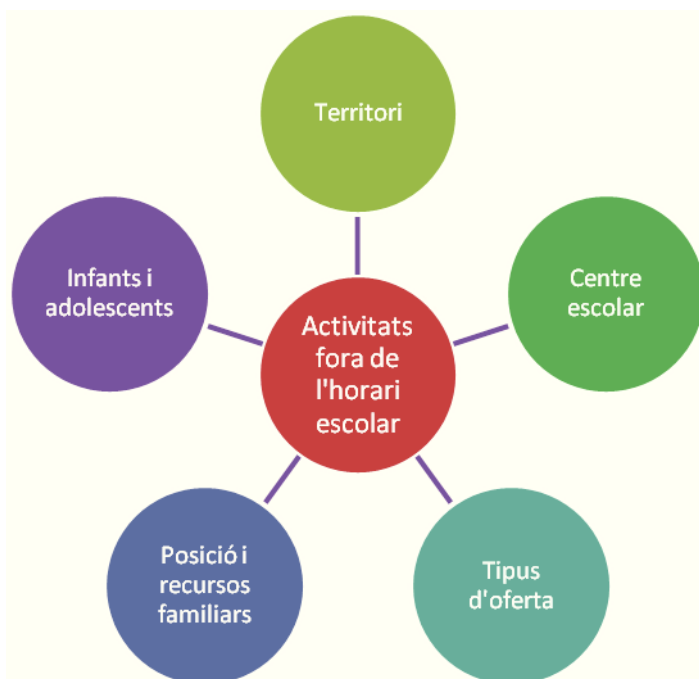 Territori
Infants i
adolescents
Centre
escolar
Activitats
fora de
l'horari
escolar
Posició i
recursos
familiars
Tipus
d'oferta